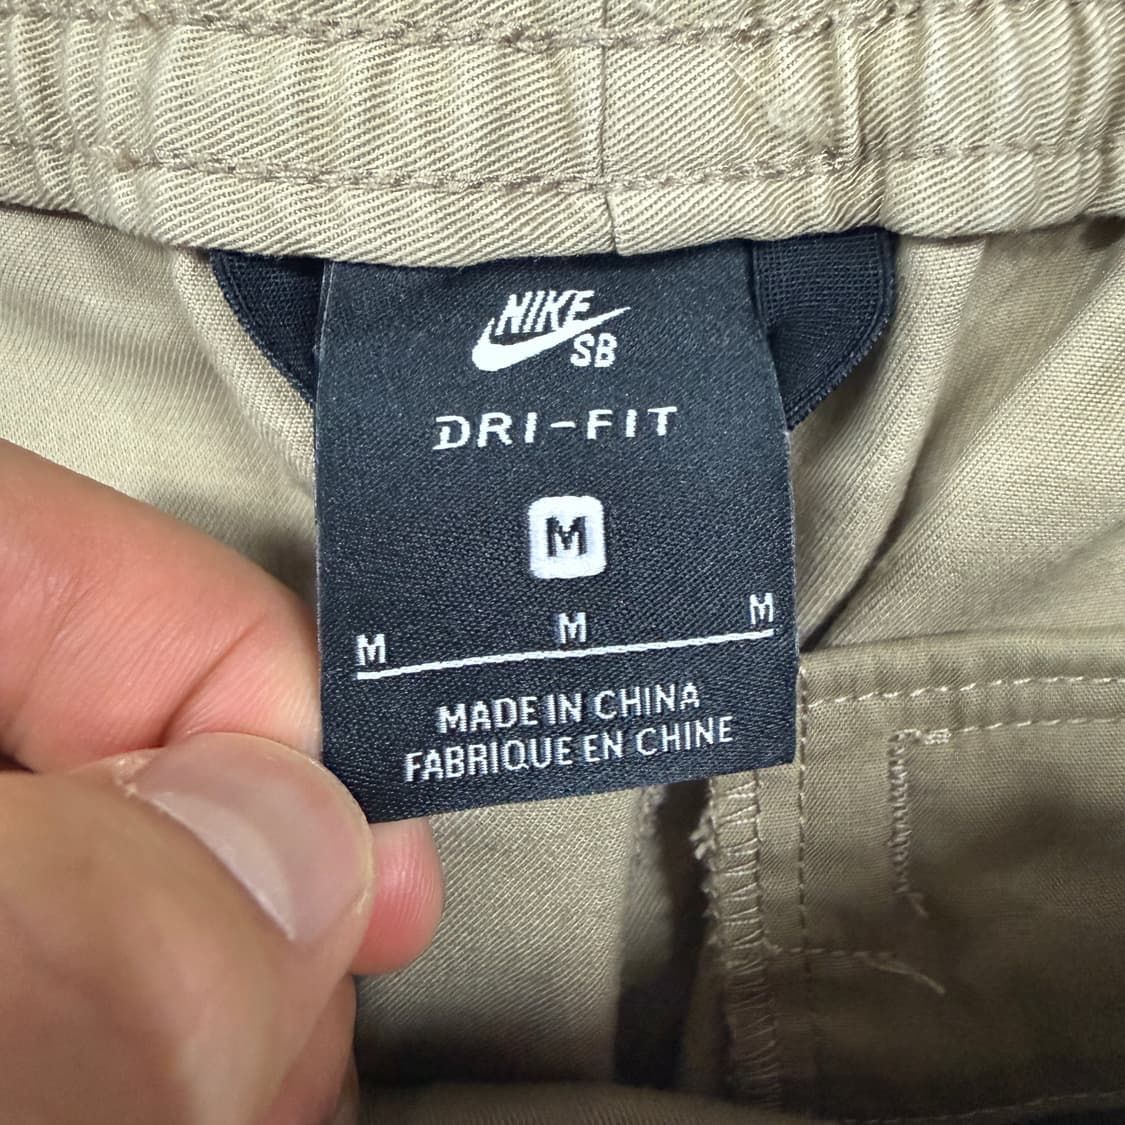 NIKE
SB
DRI-FIT
M
M M M
MADE IN CHINA
FABRIQUE EN CHINE